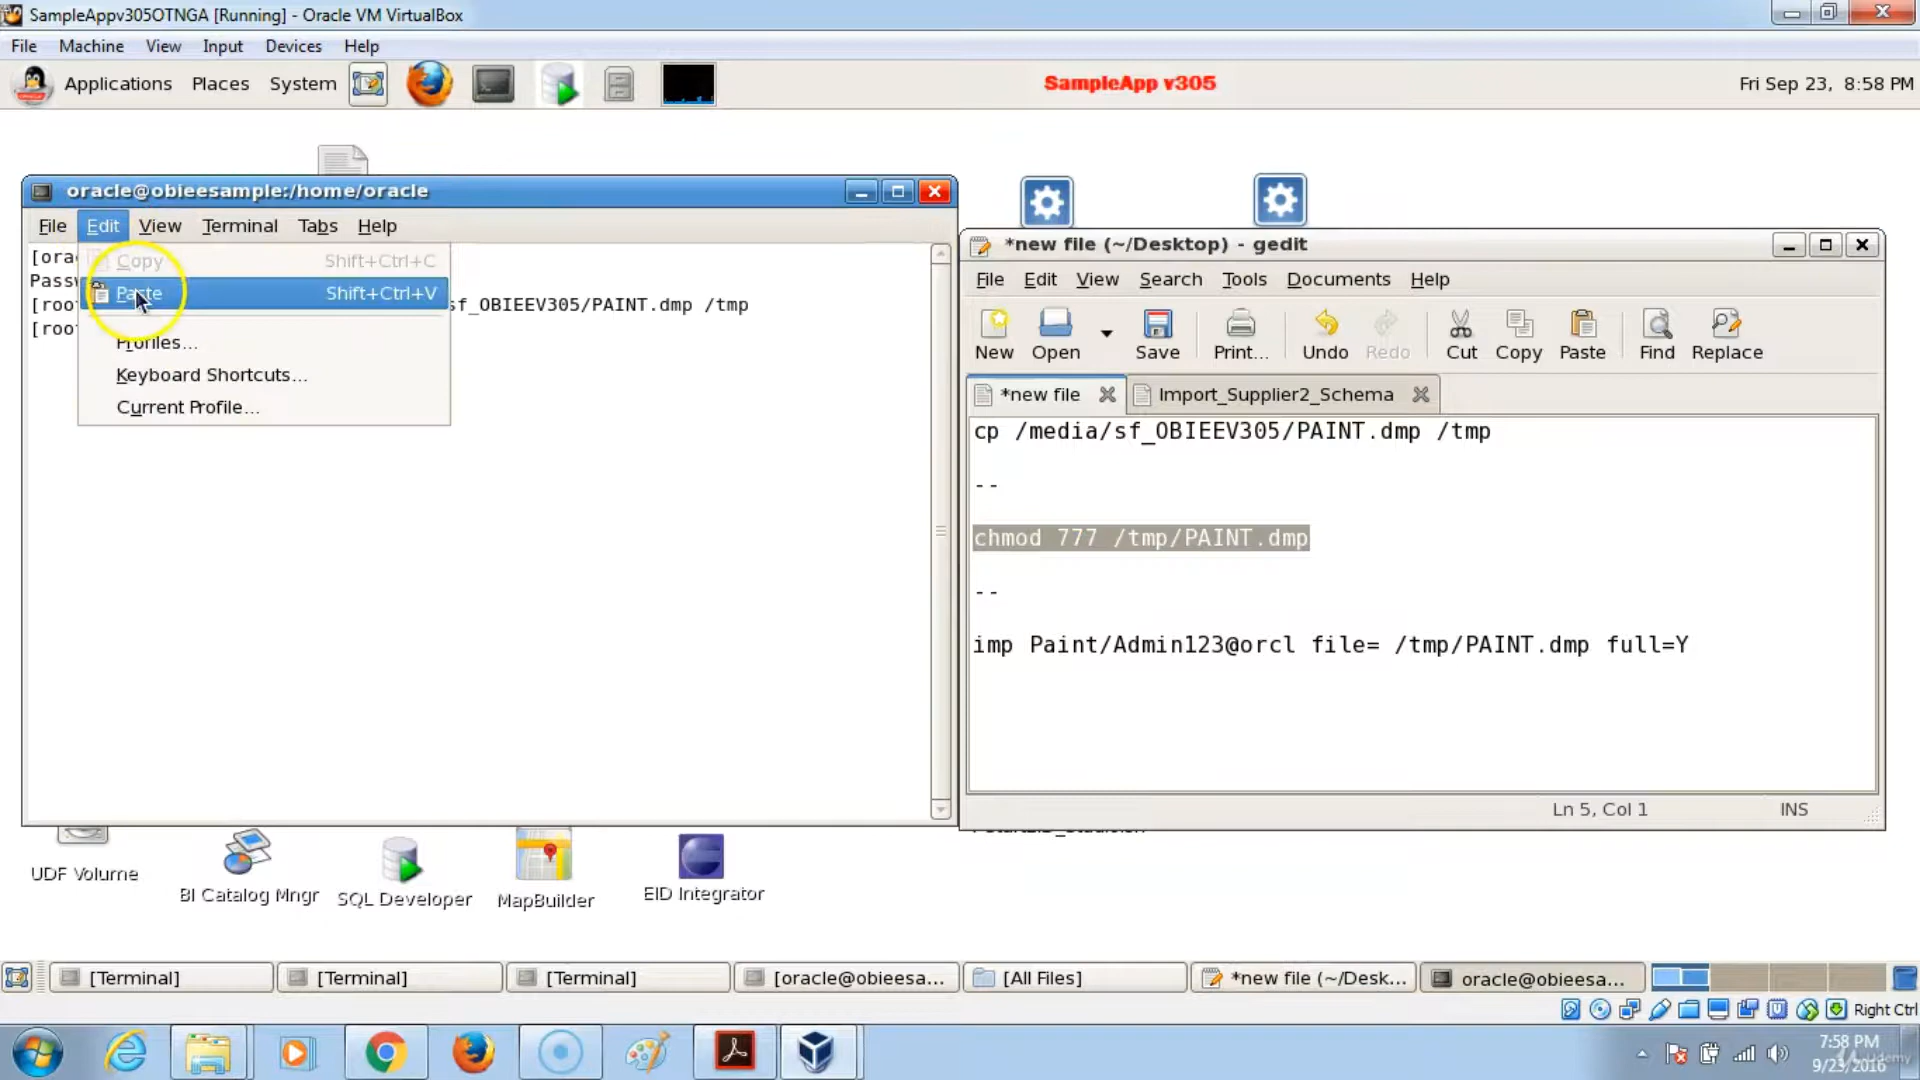 SampleAppv305OTNGA [Running] - Oracle VM VirtualBox
File Machine View Input Devices Help
Applications Places System
SampleApp v305
Fri Sep 23, 8:58 PM
oracle@obieesample:/home/oracle
File Edit View Terminal Tabs Help
[ora
Passw
[roo sf_OBIEEV305/PAINT.dmp /tmp
[roo
Copy Shift+Ctrl+C
Paste Shift+Ctrl+V
Profiles...
Keyboard Shortcuts...
Current Profile...
*new file (~/Desktop) - gedit
File Edit View Search Tools Documents Help
New Open Save Print... Undo Redo Cut Copy Paste Find Replace
*new file Import_Supplier2_Schema
cp /media/sf_OBIEEV305/PAINT.dmp /tmp
--
chmod 777 /tmp/PAINT.dmp
--
imp Paint/Admin123@orcl file= /tmp/PAINT.dmp full=Y
Ln 5, Col 1 INS
UDF Volume
BI Catalog Mngr
SQL Developer
MapBuilder
EID Integrator
[Terminal] [Terminal] [Terminal] [oracle@obieesa... [All Files] *new file (~/Desk... oracle@obieesa...
Right Ctrl
7:58 PM
9/23/2016